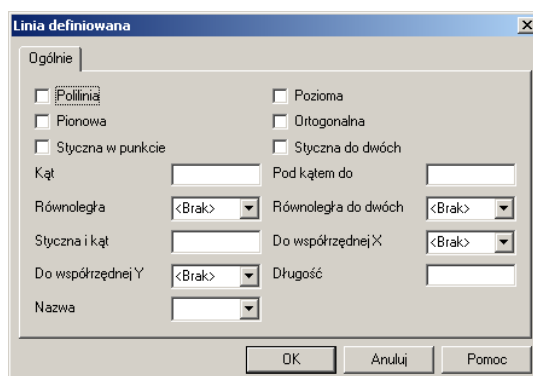 Linia definiowana
Ogólnie
Polilinia Pozioma
Pionowa Ortogonalna
Styczna w punkcie Styczna do dwóch
Kąt Pod kątem do
Równoległa <Brak> Równoległa do dwóch <Brak>
Styczna i kąt Do współrzędnej X <Brak>
Do współrzędnej Y <Brak> Długość
Nazwa
OK Anuluj Pomoc